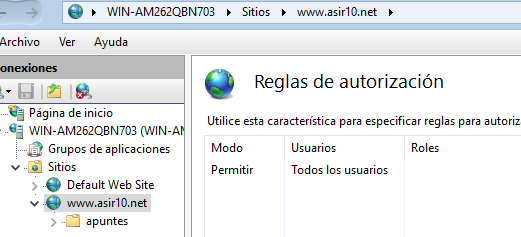 WIN-AM262QBN703 Sitios www.asir10.net
Archivo Ver Ayuda
onexiones
Página de inicio
WIN-AM262QBN703 (WIN-AM
Grupos de aplicaciones
Sitios
Default Web Site
www.asir10.net
apuntes
Reglas de autorización
Utilice esta característica para especificar reglas para autoriz
Modo Usuarios Roles
Permitir Todos los usuarios